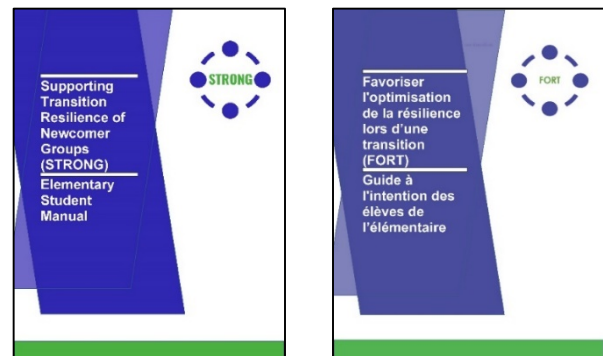 STRONG
Supporting
Transition
Resilience of
Newcomer
Groups
(STRONG)
Elementary
Student
Manual
FORT
Favoriser
l'optimisation
de la résilience
lors d'une
transition
(FORT)
Guide à
l'intention des
élèves de
l'élémentaire